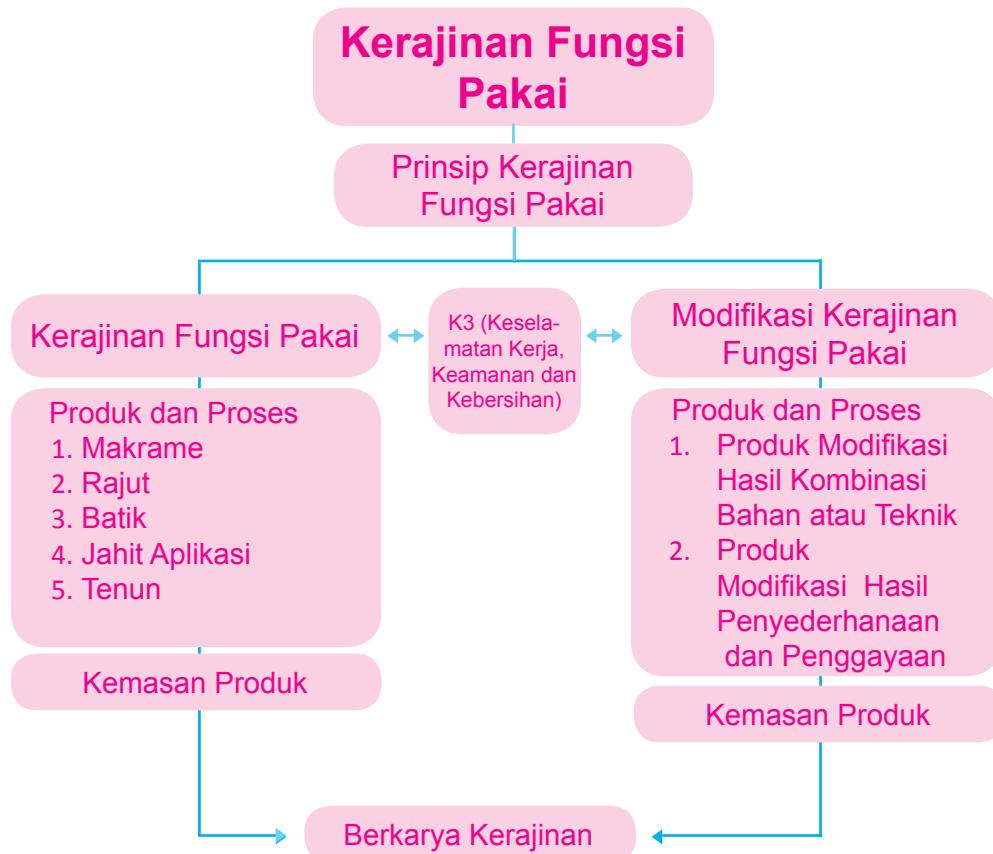 Kerajinan Fungsi
Pakai
Prinsip Kerajinan
Fungsi Pakai
Kerajinan Fungsi Pakai
K3 (Kesela-
matan Kerja,
Keamanan dan
Kebersihan)
Modifikasi Kerajinan
Fungsi Pakai
Produk dan Proses
1. Makrame
2. Rajut
3. Batik
4. Jahit Aplikasi
5. Tenun
Produk dan Proses
1. Produk Modifikasi
Hasil Kombinasi
Bahan atau Teknik
2. Produk
Modifikasi Hasil
Penyederhanaan
dan Penggayaan
Kemasan Produk
Kemasan Produk
Berkarya Kerajinan